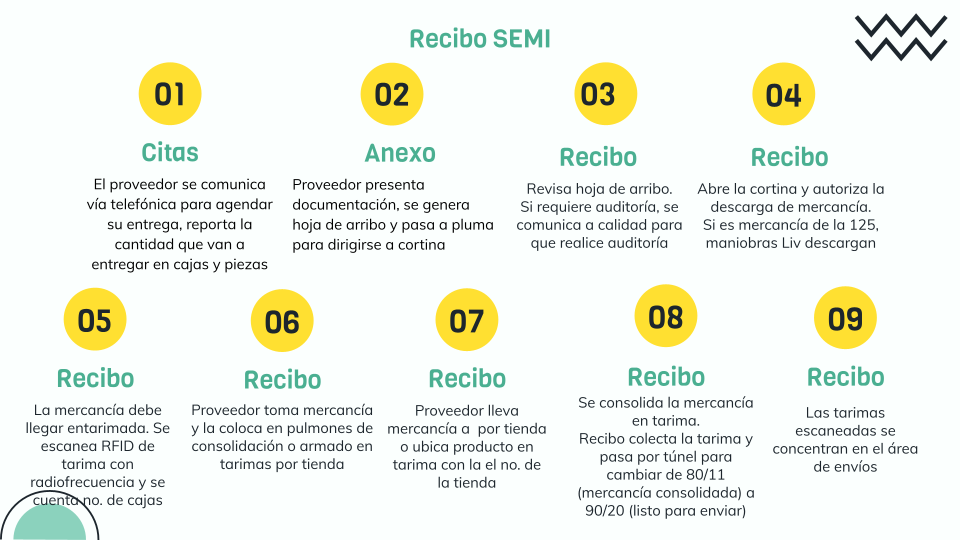 Recibo SEMI
01
Citas
El proveedor se comunica
vía telefónica para agendar
su entrega, reporta la
cantidad que van a
entregar en cajas y piezas
02
Anexo
Proveedor presenta
documentación, se genera
hoja de arribo y pasa a pluma
para dirigirse a cortina
03
Recibo
Revisa hoja de arribo.
Si requiere auditoría, se
comunica a calidad para
que realice auditoría
04
Recibo
Abre la cortina y autoriza la
descarga de mercancía.
Si es mercancía de la 125,
maniobras Liv descargan
05
Recibo
La mercancía debe
llegar entarimada. Se
escanea RFID de
tarima con
radiofrecuencia y se
cuenta no. de cajas
06
Recibo
Proveedor toma mercancía
y la coloca en pulmones de
consolidación o armado en
tarimas por tienda
07
Recibo
Proveedor lleva
mercancía a  por tienda
o ubica producto en
tarima con la el no. de
la tienda
08
Recibo
Se consolida la mercancía
en tarima.
Recibo colecta la tarima y
pasa por túnel para
cambiar de 80/11
(mercancía consolidada) a
90/20 (listo para enviar)
09
Recibo
Las tarimas
escaneadas se
concentran en el área
de envíos